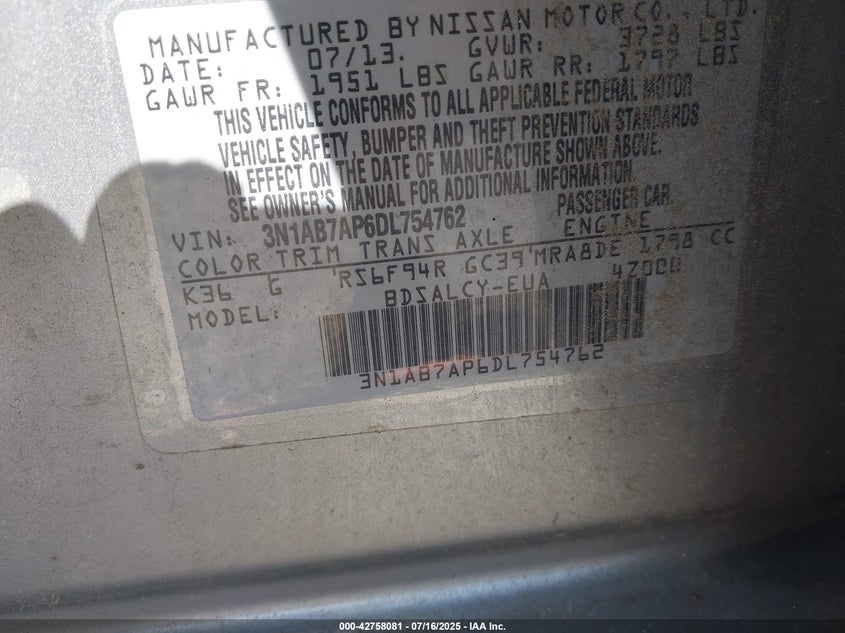 MANUFACTURED BY NISSAN MOTOR CO., LTD.
DATE: 07/13. GVWR: 3728 LBS
GAWR FR: 1951 LBS GAWR RR: 1797 LBS
THIS VEHICLE CONFORMS TO ALL APPLICABLE FEDERAL MOTOR
VEHICLE SAFETY, BUMPER AND THEFT PREVENTION STANDARDS
IN EFFECT ON THE DATE OF MANUFACTURE SHOWN ABOVE.
SEE OWNER'S MANUAL FOR ADDITIONAL INFORMATION.
VIN: 3N1AB7AP6DL754762 PASSENGER CAR
COLOR TRIM TRANS AXLE ENGINE
K36 G RS6F94R GC39 MRA8DE 1798 CC
MODEL: BDSALCY-EUA 47000
3N1AB7AP6DL754762
000-42758081 - 07/16/2025 - IAA Inc.